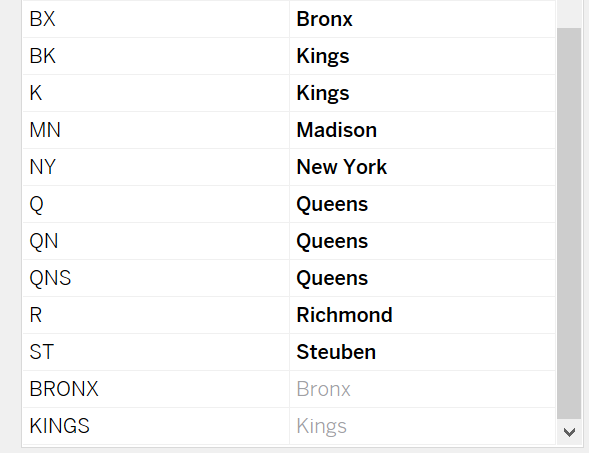 BX Bronx
BK Kings
K Kings
MN Madison
NY New York
Q Queens
QN Queens
QNS Queens
R Richmond
ST Steuben
BRONX Bronx
KINGS Kings